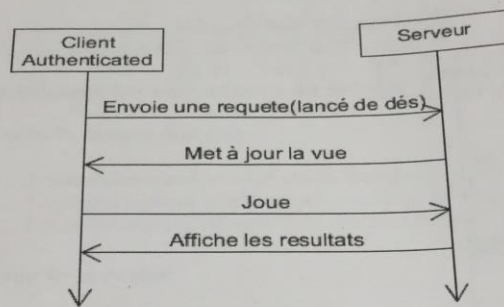 Client
Authenticated
Serveur
Envoie une requete(lancé de dés)
Met à jour la vue
Joue
Affiche les resultats